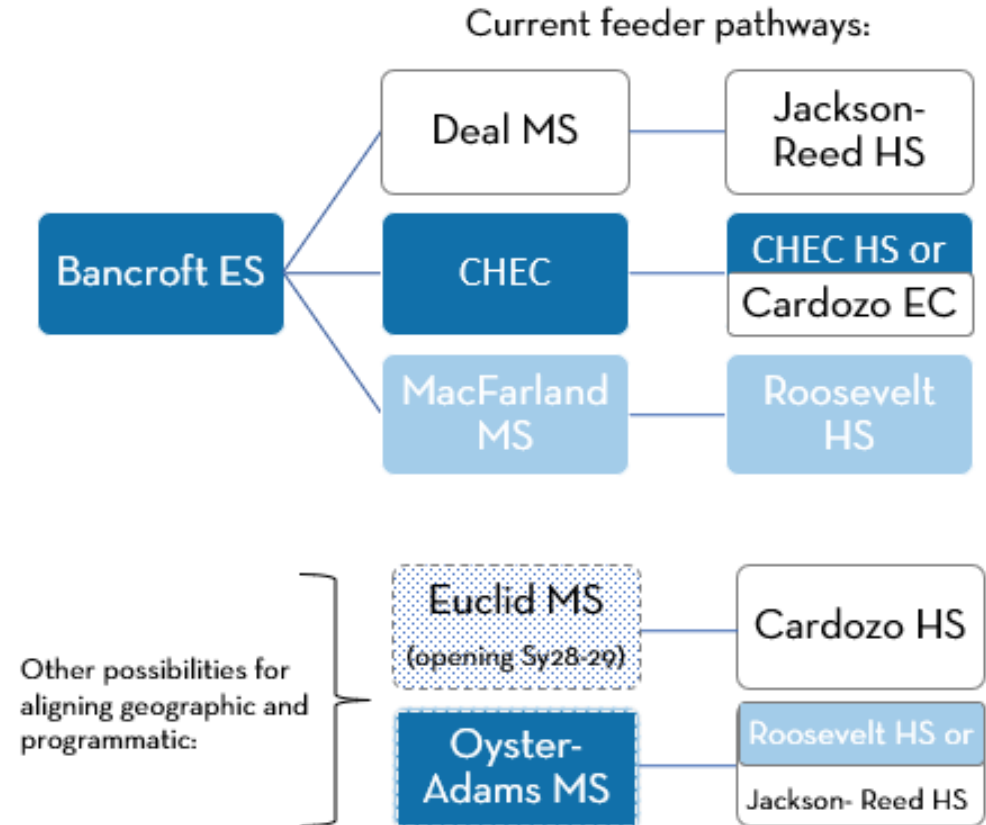 Current feeder pathways:
Deal MS
Jackson-
Reed HS
Bancroft ES
CHEC
CHEC HS or
Cardozo EC
MacFarland
MS
Roosevelt
HS
Other possibilities for
aligning geographic and
programmatic:
Euclid MS
(opening Sy28-29)
Cardozo HS
Oyster-
Adams MS
Roosevelt HS or
Jackson- Reed HS